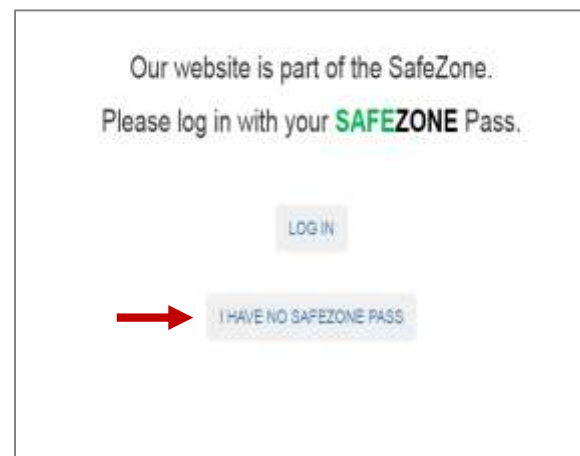 Our website is part of the SafeZone.
Please log in with your SAFEZONE Pass.
LOG IN
I HAVE NO SAFEZONE PASS